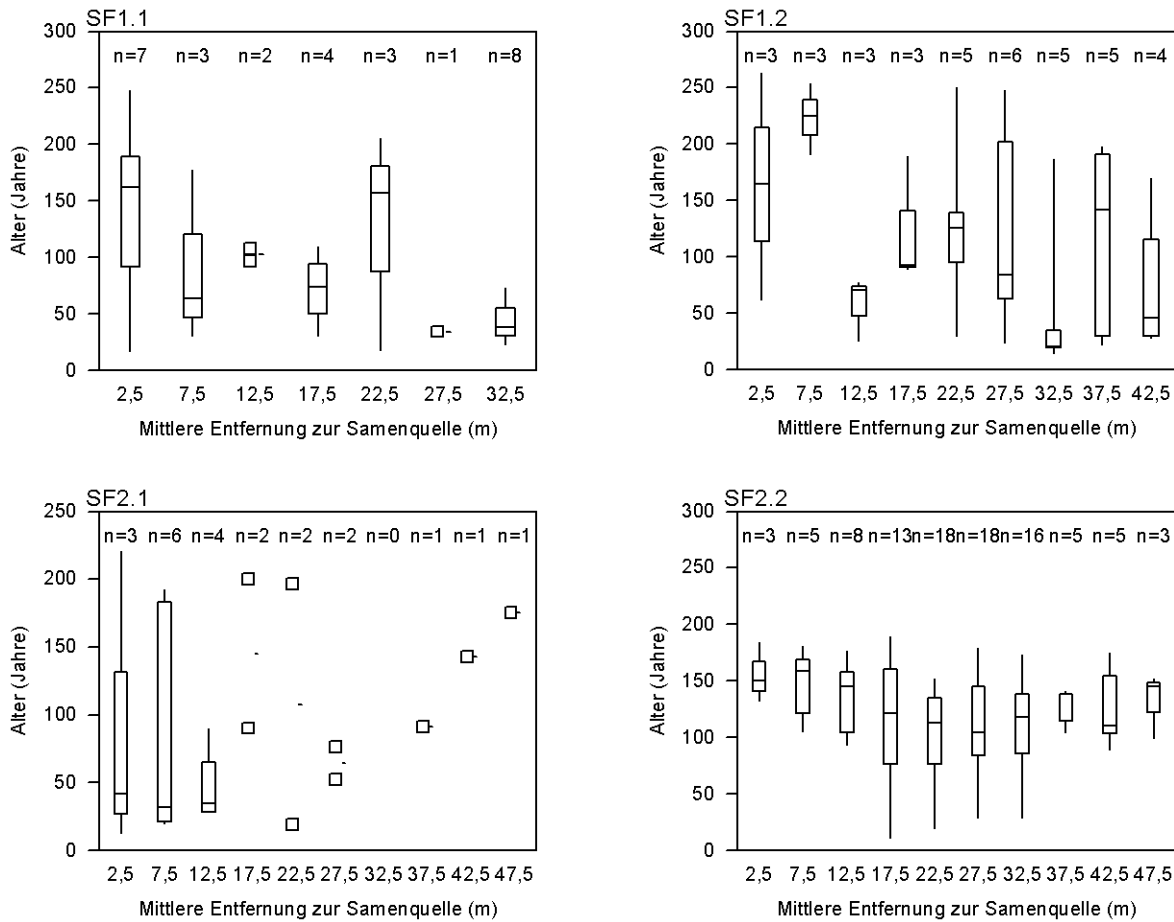 SF1.1
300
250
200
150
100
50
0
n=7 n=3 n=2 n=4 n=3 n=1 n=8
Alter (Jahre)
2,5 7,5 12,5 17,5 22,5 27,5 32,5
Mittlere Entfernung zur Samenquelle (m)
SF1.2
300
250
200
150
100
50
0
n=3 n=3 n=3 n=3 n=5 n=6 n=5 n=5 n=4
Alter (Jahre)
2,5 7,5 12,5 17,5 22,5 27,5 32,5 37,5 42,5
Mittlere Entfernung zur Samenquelle (m)
SF2.1
250
200
150
100
50
0
n=3 n=6 n=4 n=2 n=2 n=2 n=0 n=1 n=1 n=1
Alter (Jahre)
2,5 7,5 12,5 17,5 22,5 27,5 32,5 37,5 42,5 47,5
Mittlere Entfernung zur Samenquelle (m)
SF2.2
300
250
200
150
100
50
0
n=3 n=5 n=8 n=13 n=18 n=18 n=16 n=5 n=5 n=3
Alter (Jahre)
2,5 7,5 12,5 17,5 22,5 27,5 32,5 37,5 42,5 47,5
Mittlere Entfernung zur Samenquelle (m)